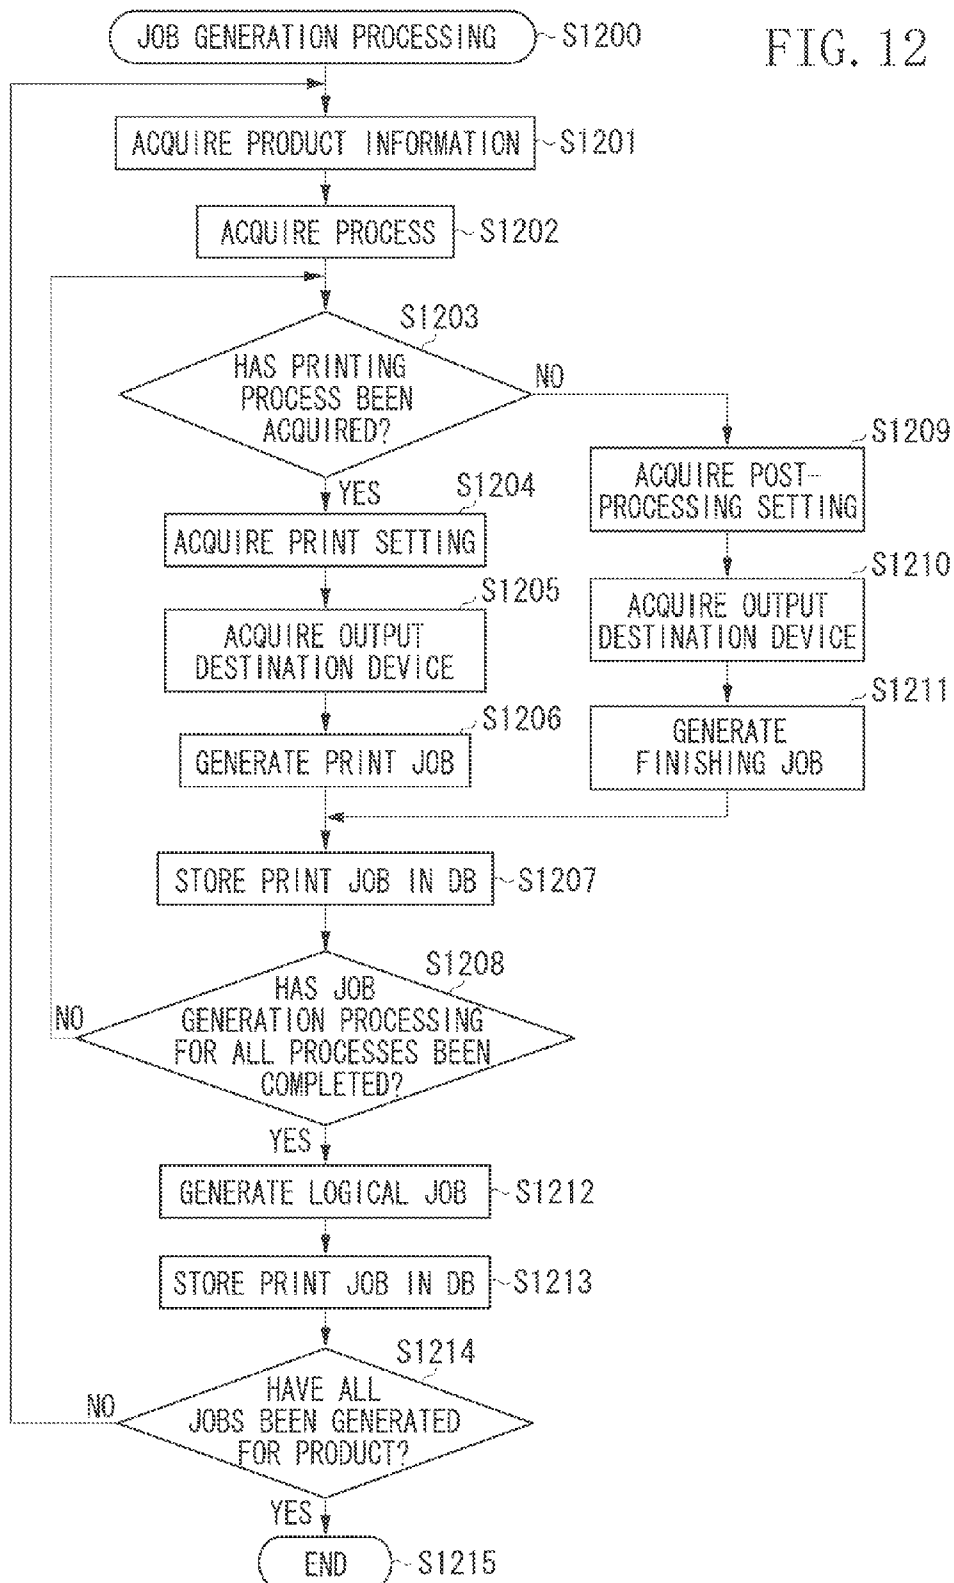 JOB GENERATION PROCESSING
S1200
FIG. 12
ACQUIRE PRODUCT INFORMATION
S1201
ACQUIRE PROCESS
S1202
S1203
HAS PRINTING
PROCESS BEEN
ACQUIRED?
NO
YES
S1204
ACQUIRE PRINT SETTING
S1209
ACQUIRE POST-
PROCESSING SETTING
S1205
ACQUIRE OUTPUT
DESTINATION DEVICE
S1210
ACQUIRE OUTPUT
DESTINATION DEVICE
S1206
GENERATE PRINT JOB
S1211
GENERATE
FINISHING JOB
STORE PRINT JOB IN DB
S1207
S1208
HAS JOB
GENERATION PROCESSING
FOR ALL PROCESSES BEEN
COMPLETED?
NO
YES
GENERATE LOGICAL JOB
S1212
STORE PRINT JOB IN DB
S1213
S1214
HAVE ALL
JOBS BEEN GENERATED
FOR PRODUCT?
NO
YES
END
S1215